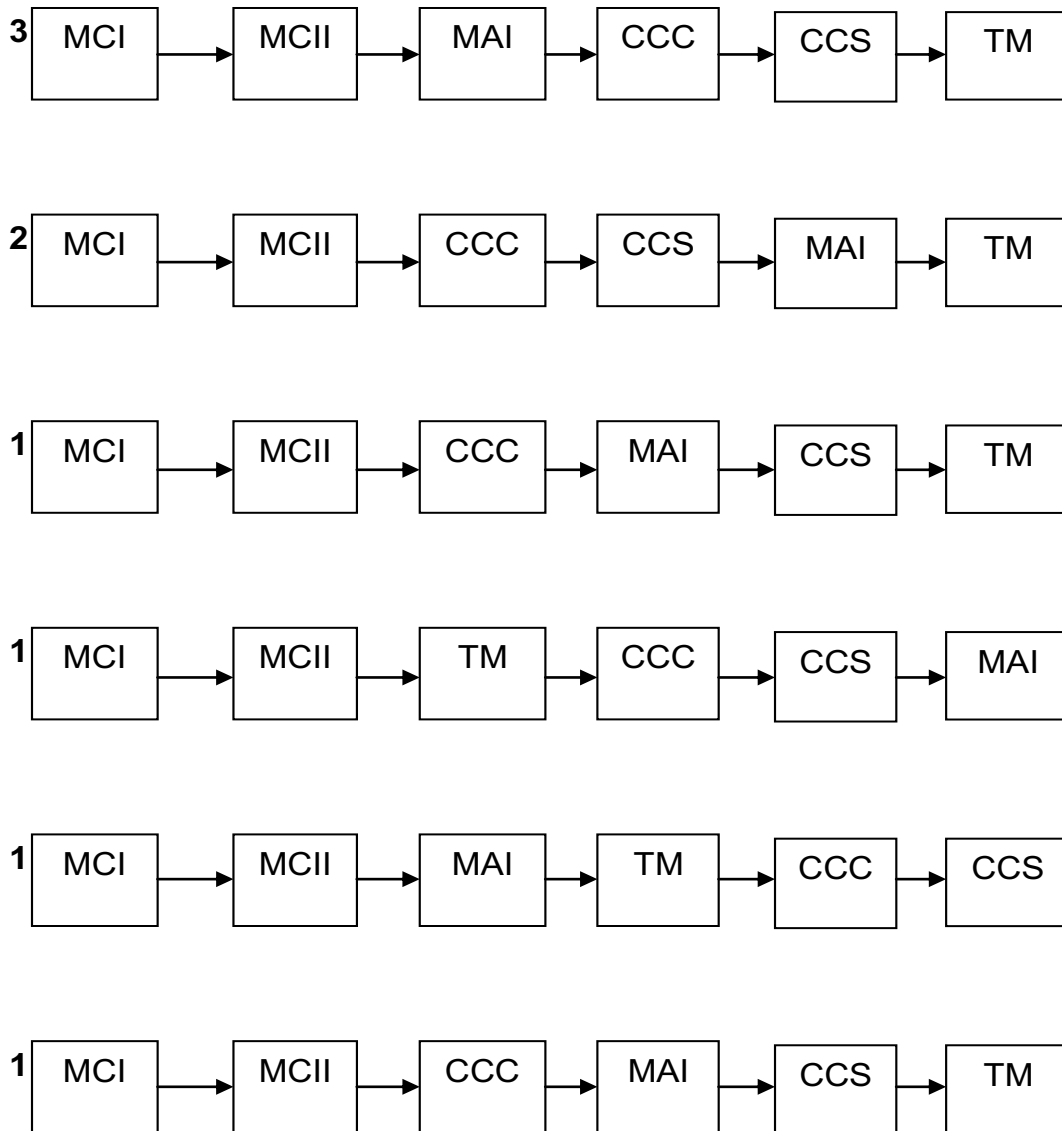 3 MCI MCII MAI CCC CCS TM
2 MCI MCII CCC CCS MAI TM
1 MCI MCII CCC MAI CCS TM
1 MCI MCII TM CCC CCS MAI
1 MCI MCII MAI TM CCC CCS
1 MCI MCII CCC MAI CCS TM